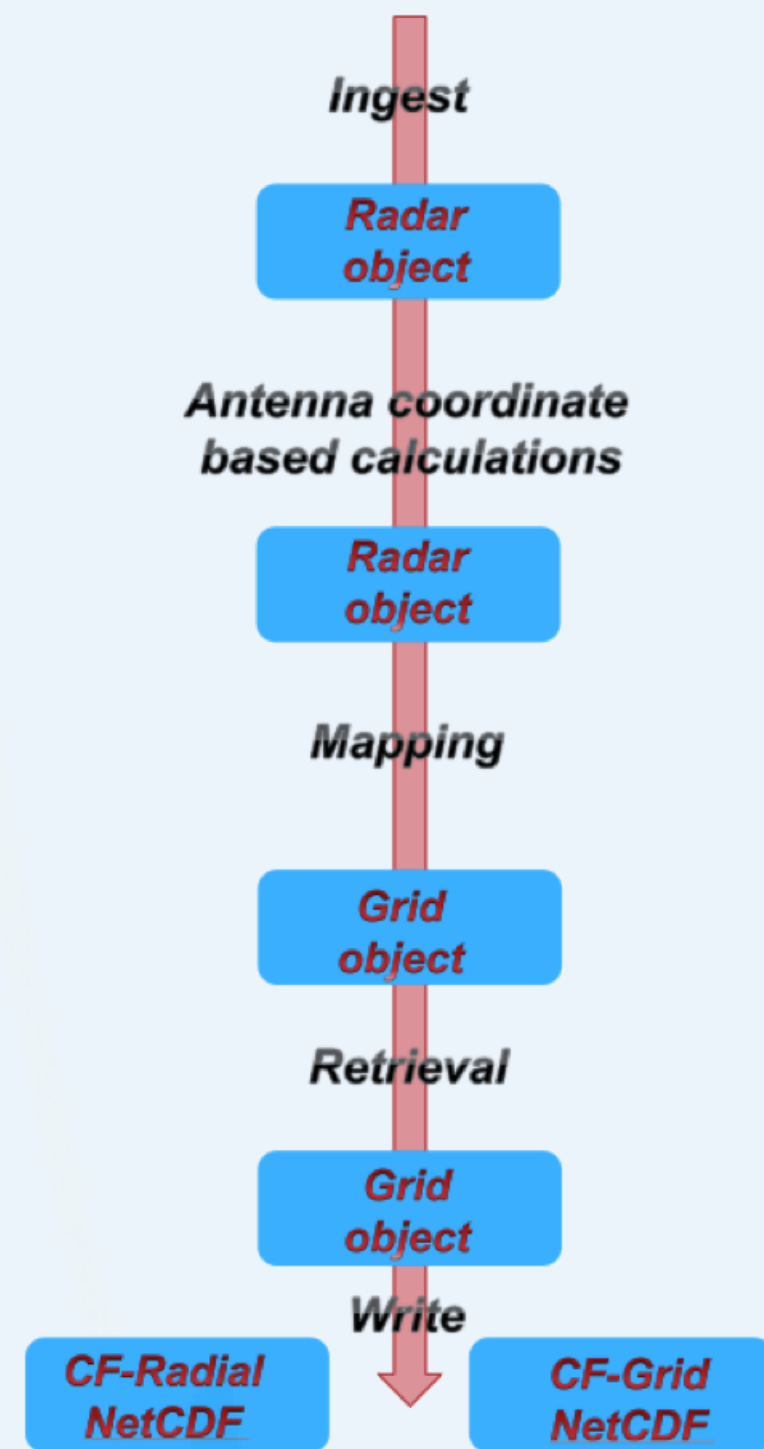 Ingest
Radar
object
Antenna coordinate
based calculations
Radar
object
Mapping
Grid
object
Retrieval
Grid
object
Write
CF-Radial
NetCDF
CF-Grid
NetCDF